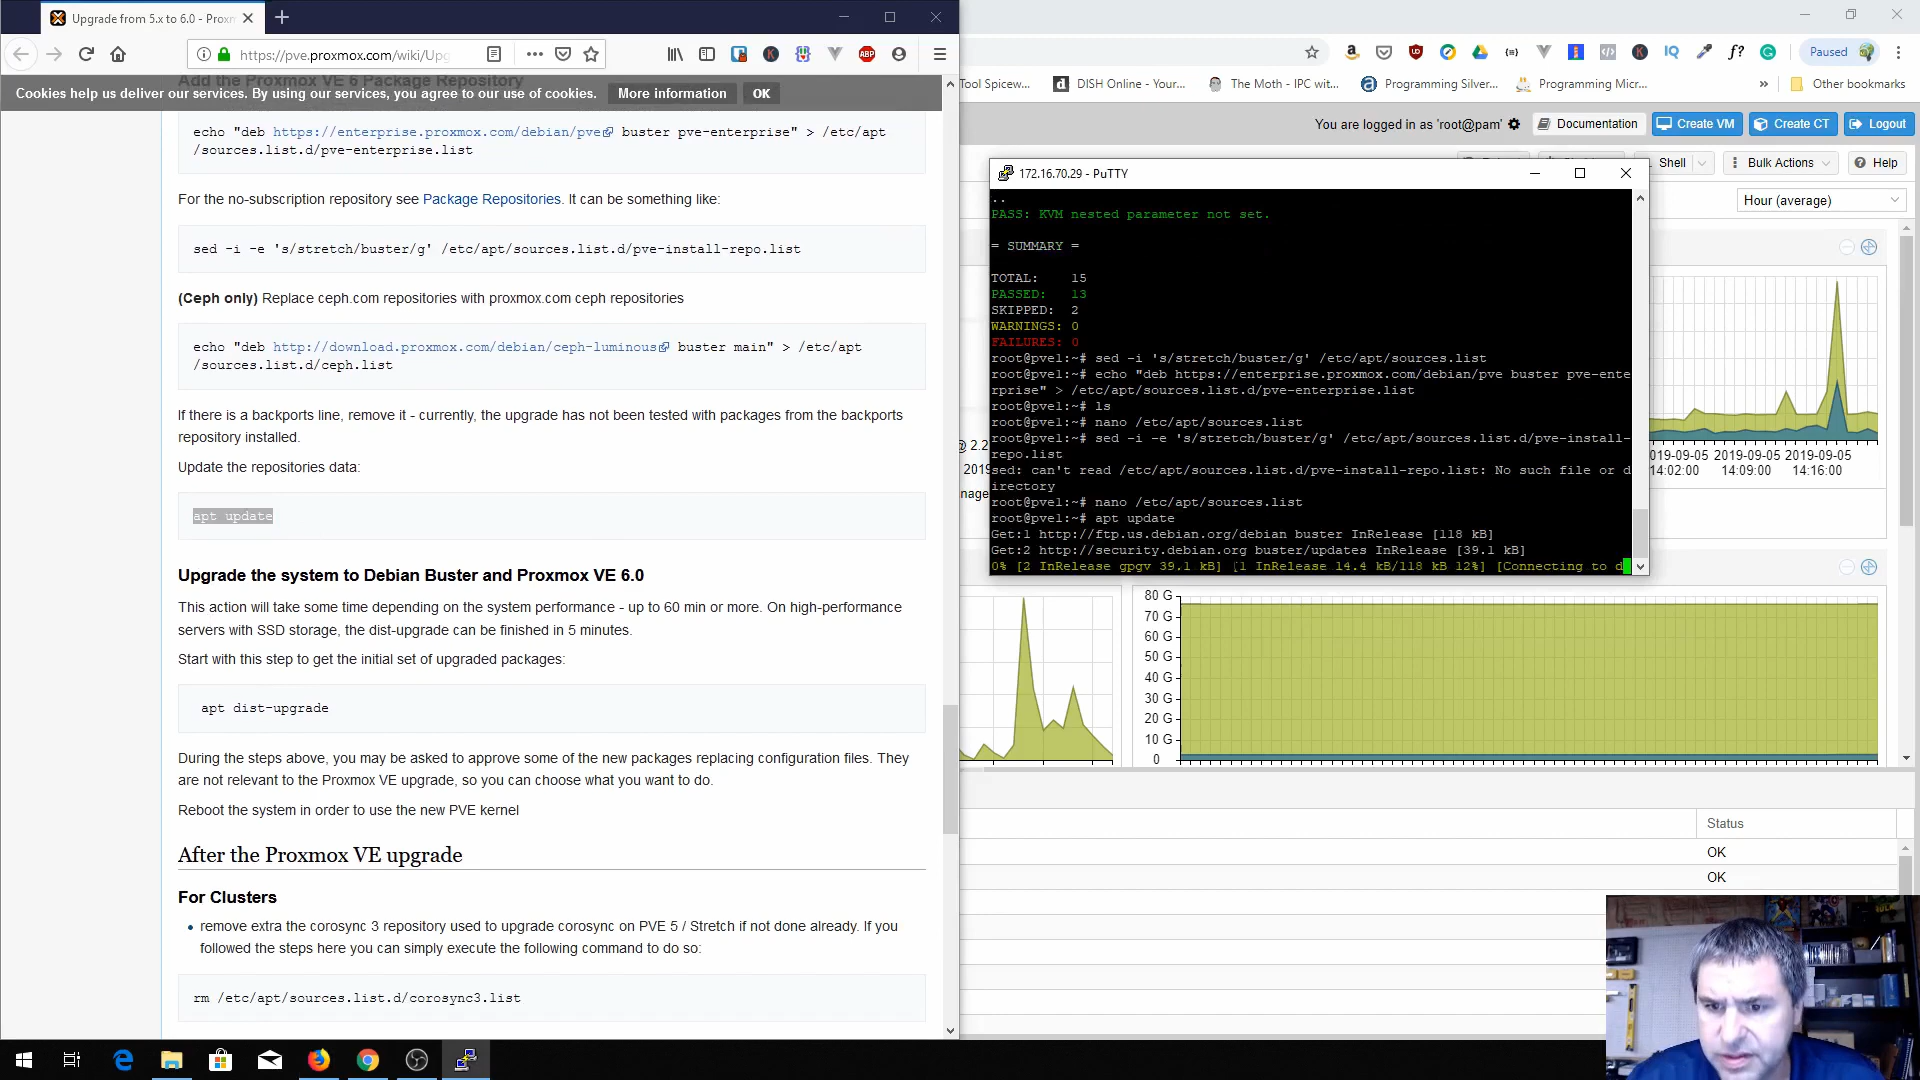 Upgrade from 5.x to 6.0 - Proxm
https://pve.proxmox.com/wiki/Upg
Add the Proxmox VE 6 Package Repository
Cookies help us deliver our services. By using our services, you agree to our use of cookies.
More information
OK
echo "deb https://enterprise.proxmox.com/debian/pve buster pve-enterprise" > /etc/apt
/sources.list.d/pve-enterprise.list
For the no-subscription repository see Package Repositories. It can be something like:
sed -i -e 's/stretch/buster/g' /etc/apt/sources.list.d/pve-install-repo.list
(Ceph only) Replace ceph.com repositories with proxmox.com ceph repositories
echo "deb http://download.proxmox.com/debian/ceph-luminous buster main" > /etc/apt
/sources.list.d/ceph.list
If there is a backports line, remove it - currently, the upgrade has not been tested with packages from the backports
repository installed.
Update the repositories data:
apt update
Upgrade the system to Debian Buster and Proxmox VE 6.0
This action will take some time depending on the system performance - up to 60 min or more. On high-performance
servers with SSD storage, the dist-upgrade can be finished in 5 minutes.
Start with this step to get the initial set of upgraded packages:
apt dist-upgrade
During the steps above, you may be asked to approve some of the new packages replacing configuration files. They
are not relevant to the Proxmox VE upgrade, so you can choose what you want to do.
Reboot the system in order to use the new PVE kernel
After the Proxmox VE upgrade
For Clusters
remove extra the corosync 3 repository used to upgrade corosync on PVE 5 / Stretch if not done already. If you
followed the steps here you can simply execute the following command to do so:
rm /etc/apt/sources.list.d/corosync3.list
ABP
IQ
f?
Paused
Tool Spicew...
DISH Online - Your...
The Moth - IPC wit...
Programming Silver...
Programming Micr...
»
Other bookmarks
You are logged in as 'root@pam'
Documentation
Create VM
Create CT
Logout
Shell
Bulk Actions
Help
Hour (average)
172.16.70.29 - PuTTY
..
PASS: KVM nested parameter not set.
= SUMMARY =
TOTAL: 15
PASSED: 13
SKIPPED: 2
WARNINGS: 0
FAILURES: 0
root@pve1:~# sed -i 's/stretch/buster/g' /etc/apt/sources.list
root@pve1:~# echo "deb https://enterprise.proxmox.com/debian/pve buster pve-ente
rprise" > /etc/apt/sources.list.d/pve-enterprise.list
root@pve1:~# ls
root@pve1:~# nano /etc/apt/sources.list
root@pve1:~# sed -i -e 's/stretch/buster/g' /etc/apt/sources.list.d/pve-install-
repo.list
sed: can't read /etc/apt/sources.list.d/pve-install-repo.list: No such file or d
irectory
root@pve1:~# nano /etc/apt/sources.list
root@pve1:~# apt update
Get:1 http://ftp.us.debian.org/debian buster InRelease [118 kB]
Get:2 http://security.debian.org buster/updates InRelease [39.1 kB]
0% [2 InRelease gpgv 39.1 kB] [1 InRelease 14.4 kB/118 kB 12%] [Connecting to d
@ 2.2
2019
nage
019-09-05 2019-09-05 2019-09-05
14:02:00 14:09:00 14:16:00
80 G
70 G
60 G
50 G
40 G
30 G
20 G
10 G
0
Status
OK
OK